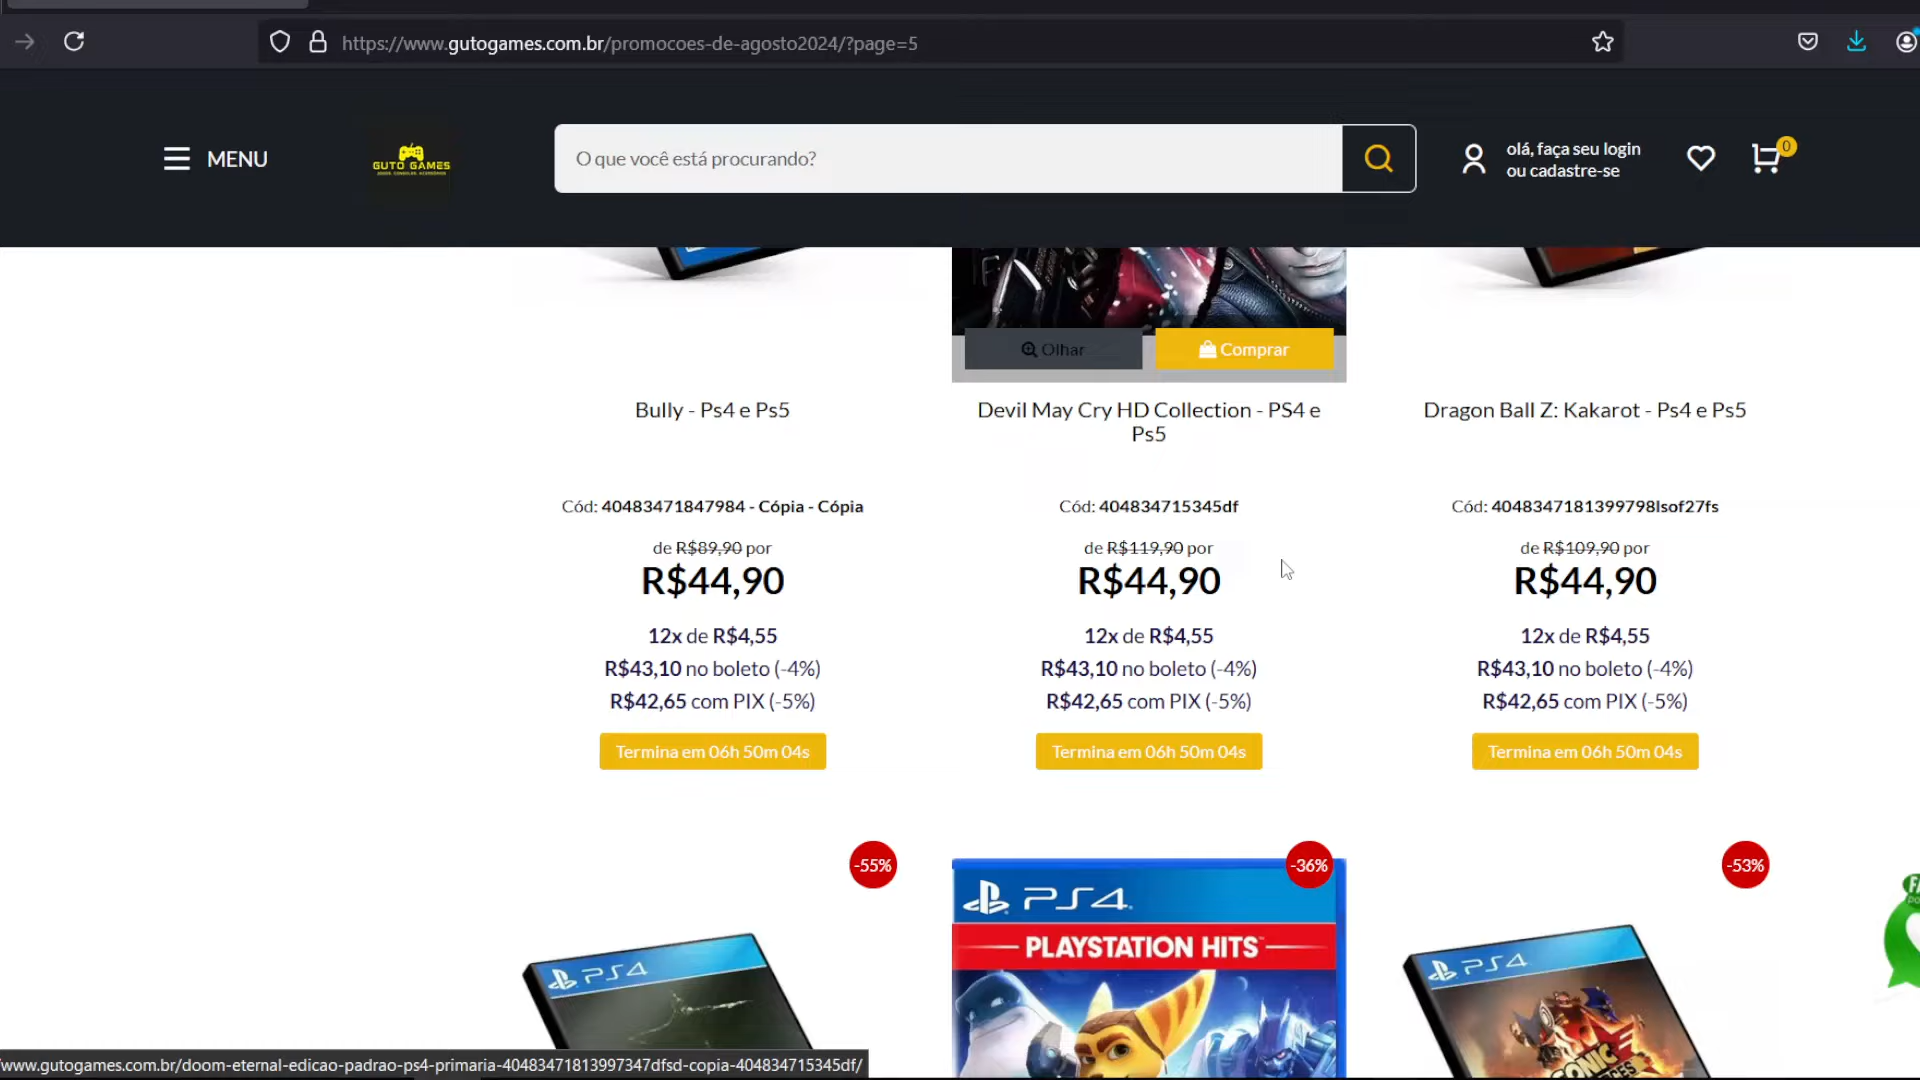 https://www.gutogames.com.br/promocoes-de-agosto2024/?page=5
MENU
GUTO GAMES
JOGOS, CONSOLES, ACESSÓRIOS
O que você está procurando?
olá, faça seu login
ou cadastre-se
0
Olhar
Comprar
Bully - Ps4 e Ps5
Devil May Cry HD Collection - PS4 e
Ps5
Dragon Ball Z: Kakarot - Ps4 e Ps5
Cód: 40483471847984 - Cópia - Cópia
Cód: 404834715345df
Cód: 4048347181399798lsof27fs
de R$89,90 por
de R$119,90 por
de R$109,90 por
R$44,90
R$44,90
R$44,90
12x de R$4,55
12x de R$4,55
12x de R$4,55
R$43,10 no boleto (-4%)
R$43,10 no boleto (-4%)
R$43,10 no boleto (-4%)
R$42,65 com PIX (-5%)
R$42,65 com PIX (-5%)
R$42,65 com PIX (-5%)
Termina em 06h 50m 04s
Termina em 06h 50m 04s
Termina em 06h 50m 04s
-55%
-36%
-53%
PS4
PS4
PS4
PLAYSTATION HITS
SONIC
www.gutogames.com.br/doom-eternal-edicao-padrao-ps4-primaria-40483471813997347dfsd-copia-404834715345df/